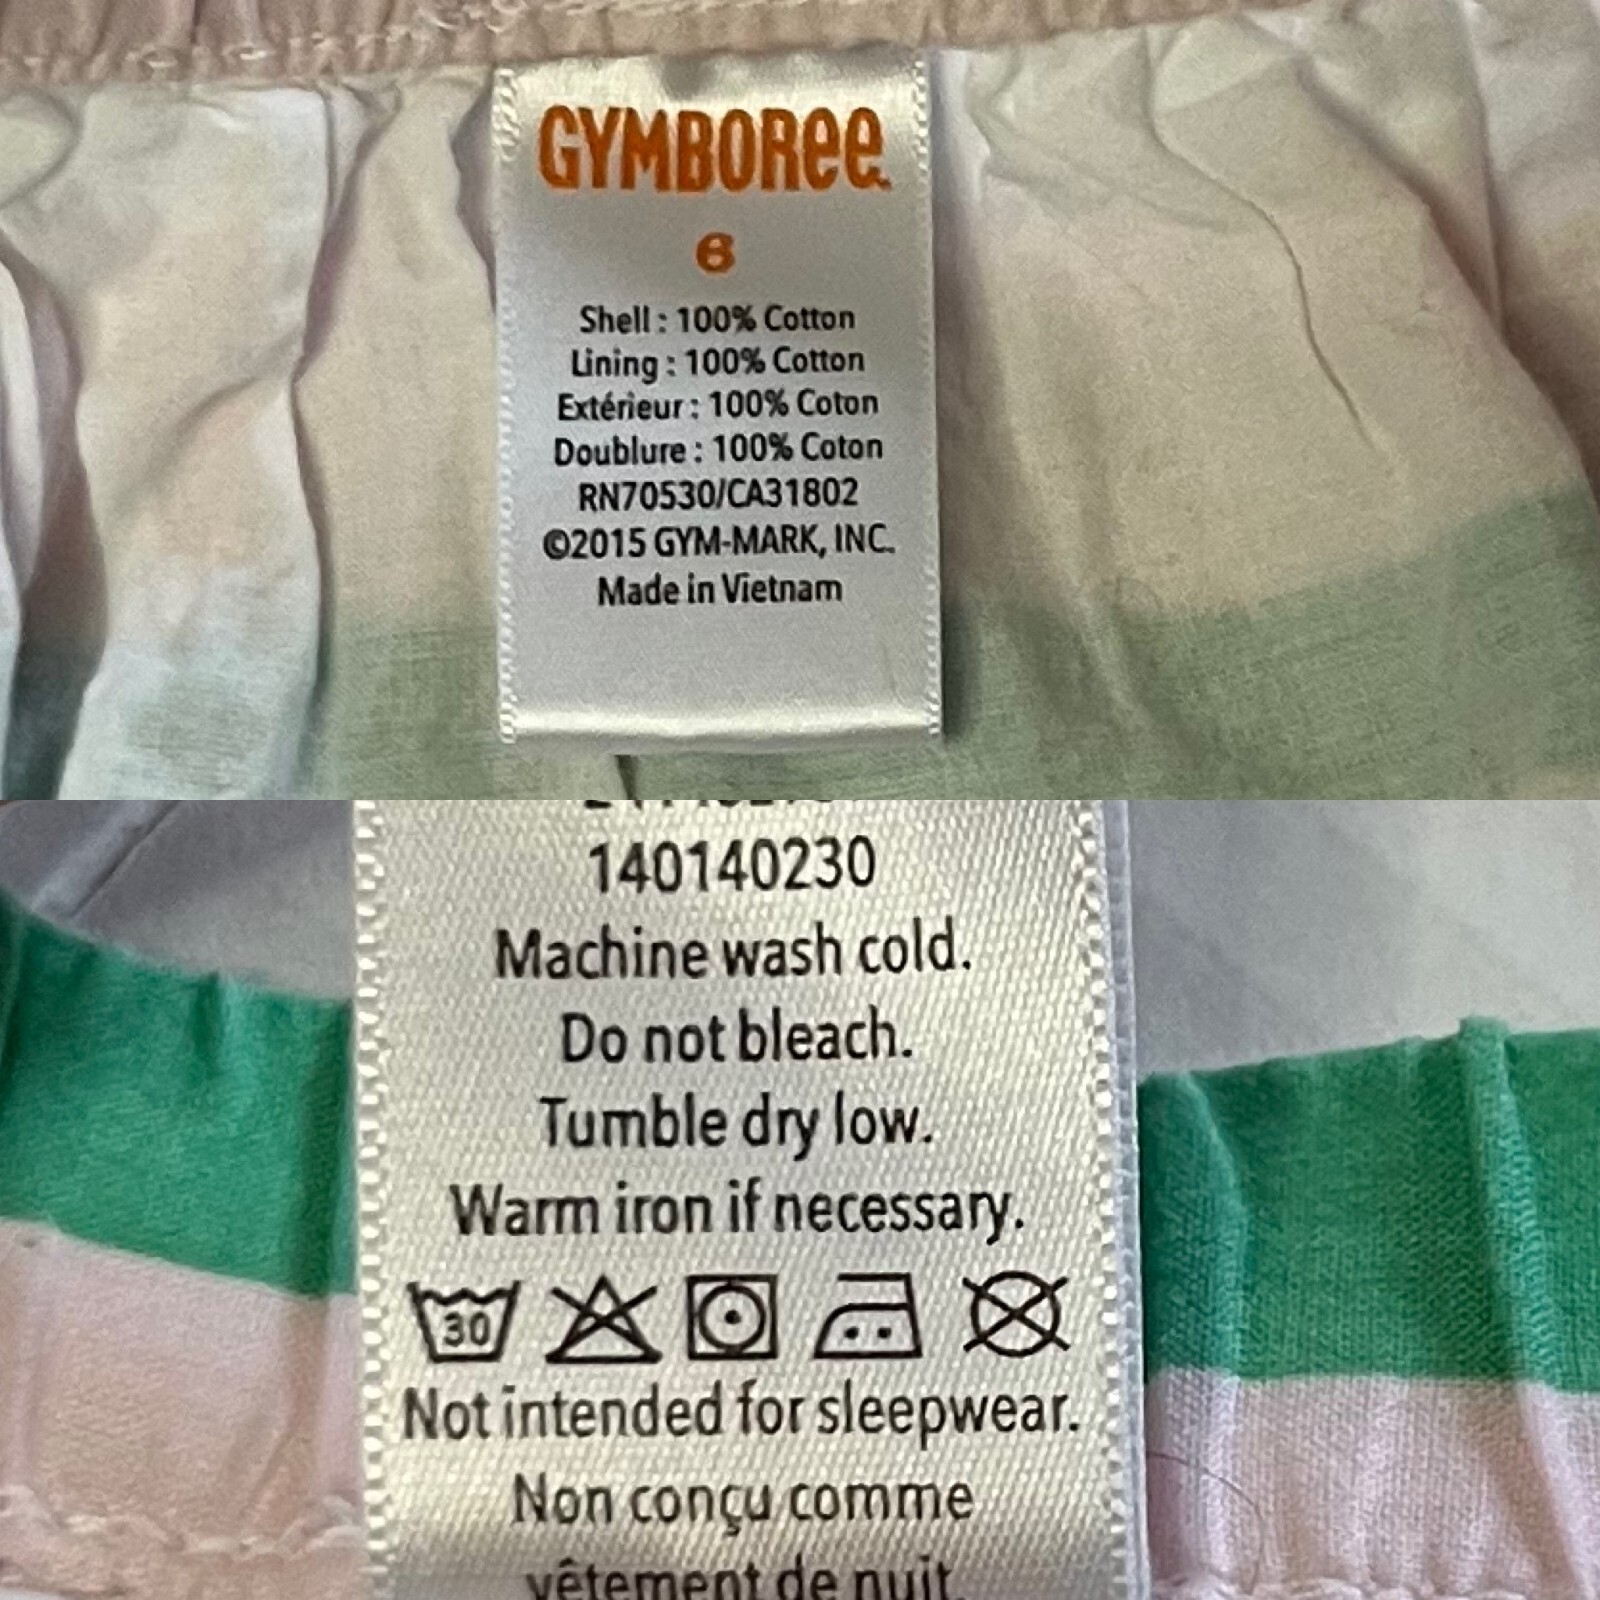 GYMBOREE
6
Shell : 100% Cotton
Lining : 100% Cotton
Extérieur : 100% Coton
Doublure : 100% Coton
RN70530/CA31802
©2015 GYM-MARK, INC.
Made in Vietnam
140140230
Machine wash cold.
Do not bleach.
Tumble dry low.
Warm iron if necessary.
30
Not intended for sleepwear.
Non conçu comme
vêtement de nuit